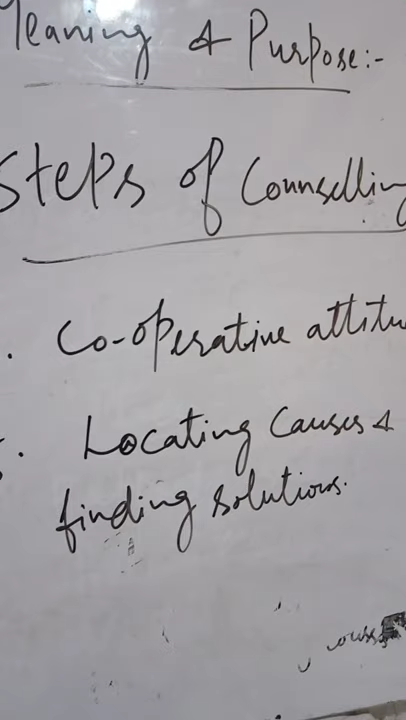 Meaning & Purpose:-
Steps of Counselling
. Co-operative attitu
. Locating Causes &
finding solutions.